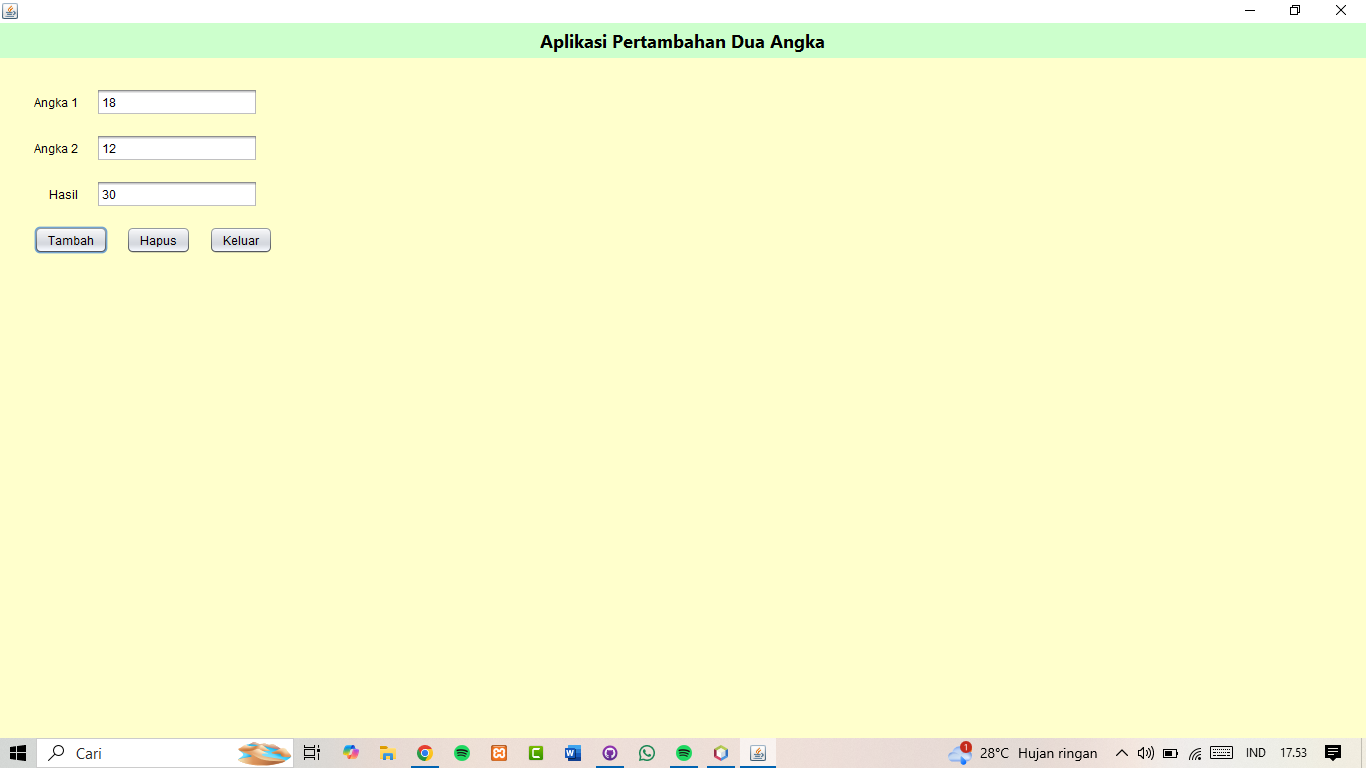 Aplikasi Pertambahan Dua Angka
Angka 1 18
Angka 2 12
Hasil 30
Tambah Hapus Keluar
Cari 1 28°C Hujan ringan IND 17.53